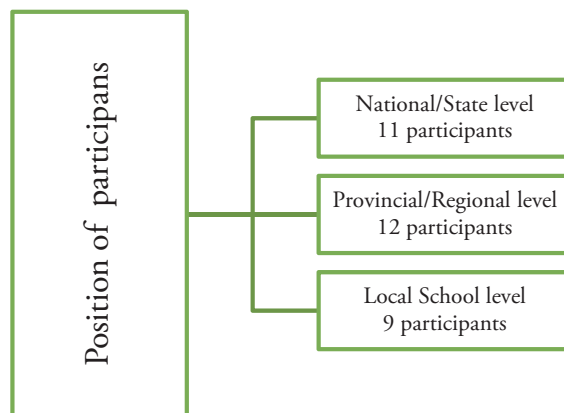 Position of participans
National/State level
11 participants
Provincial/Regional level
12 participants
Local School level
9 participants